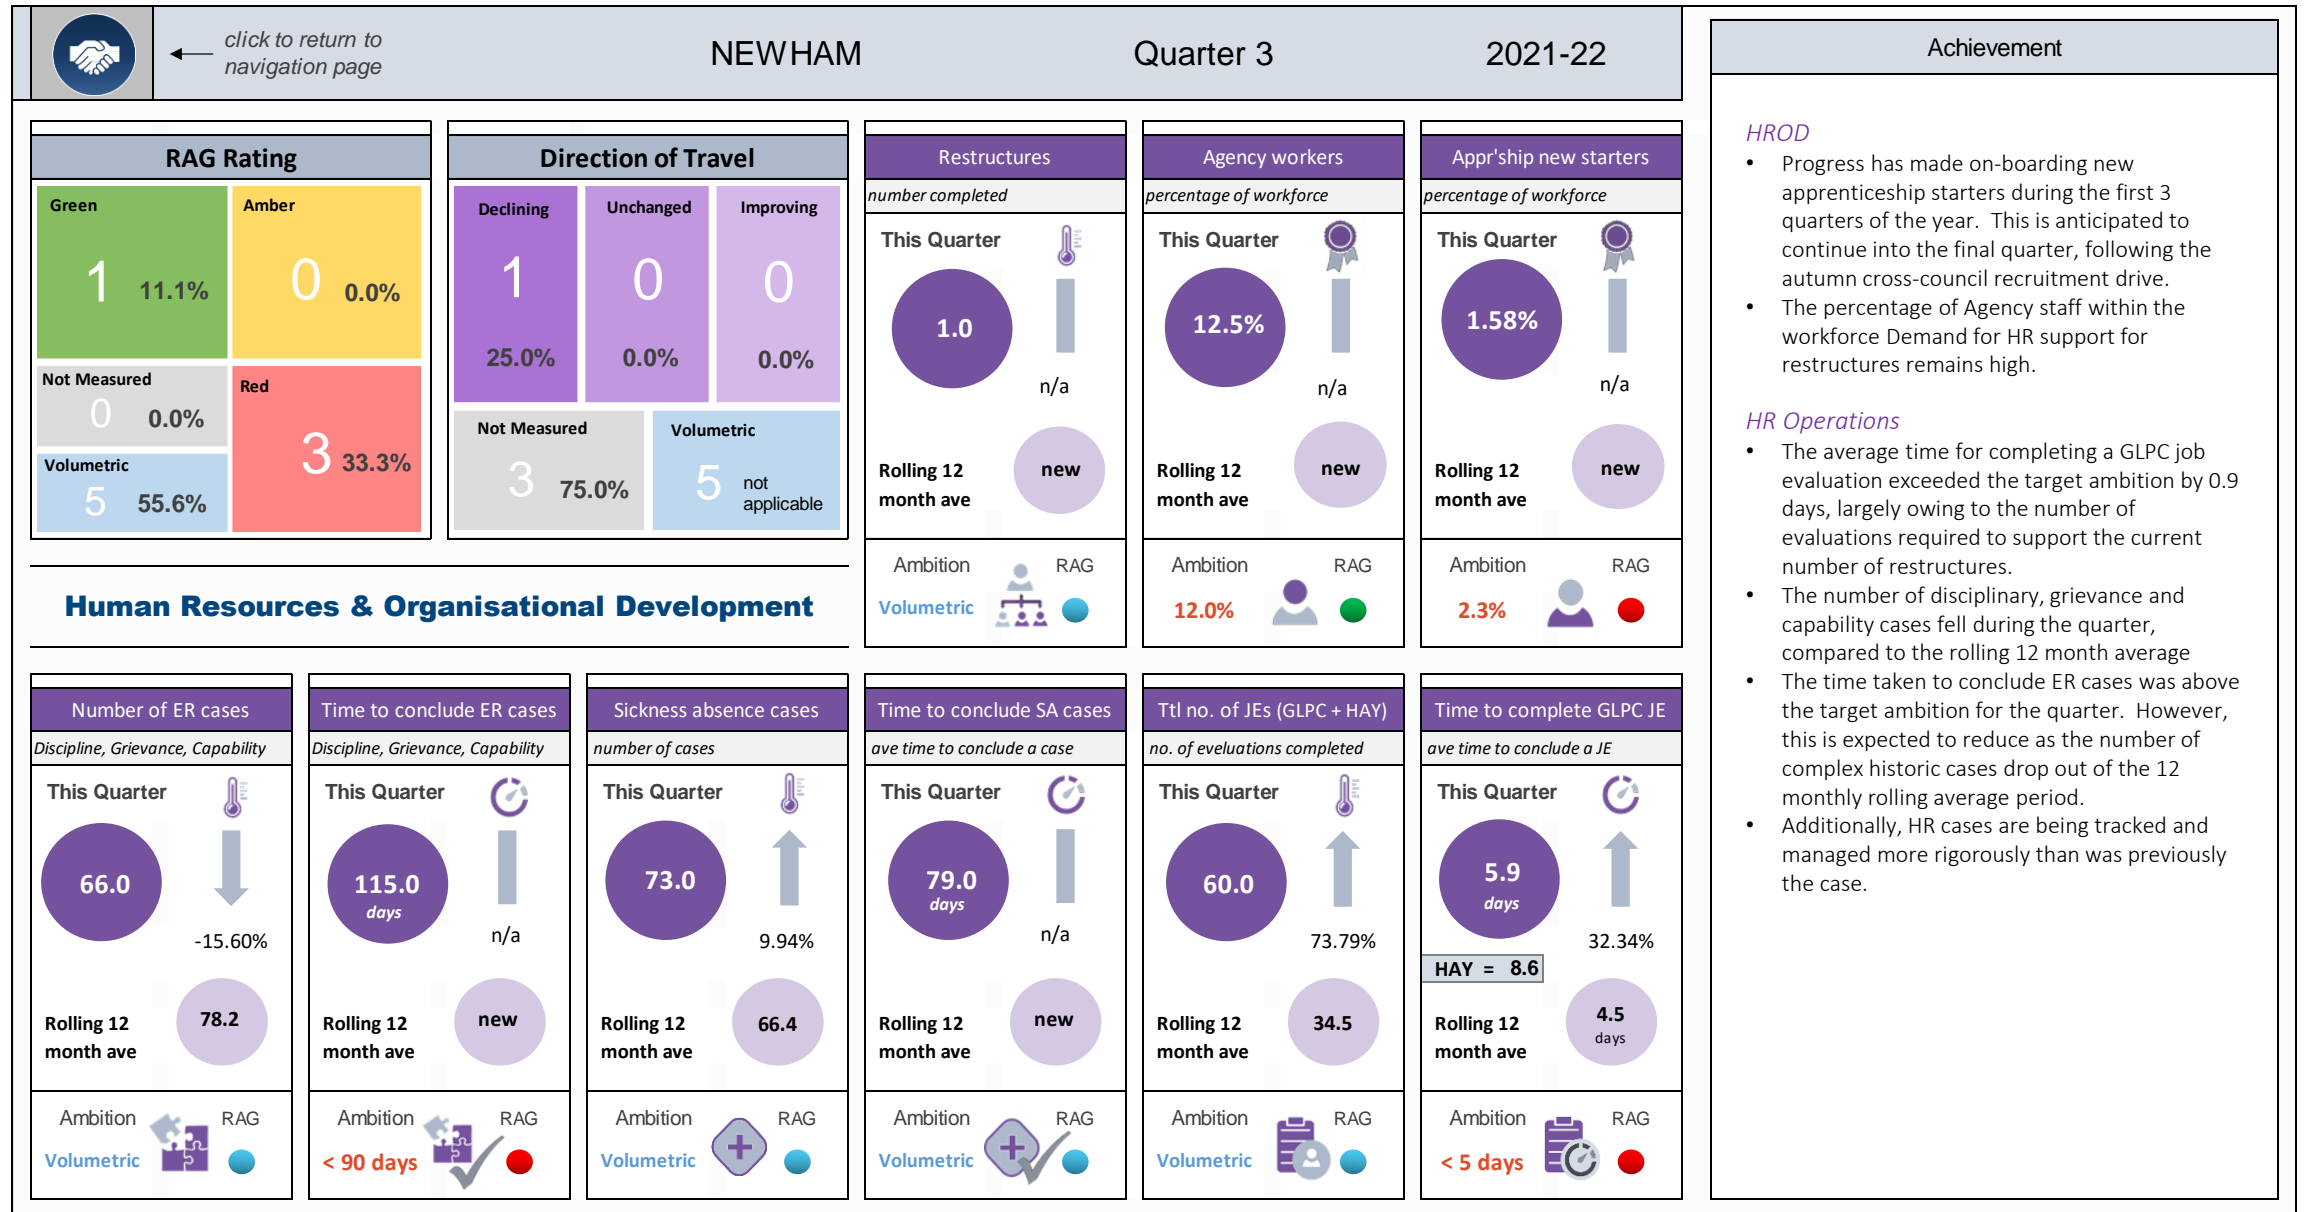 click to return to
navigation page
NEWHAM
Quarter 3
2021-22
RAG Rating
Green
1 11.1%
Amber
0 0.0%
Not Measured
0 0.0%
Red
3 33.3%
Volumetric
5 55.6%
Direction of Travel
Declining
1
25.0%
Unchanged
0
0.0%
Improving
0
0.0%
Not Measured
3 75.0%
Volumetric
5 not
applicable
Human Resources & Organisational Development
Restructures
number completed
This Quarter
1.0
n/a
Rolling 12
month ave
new
Ambition
RAG
Volumetric
Agency workers
percentage of workforce
This Quarter
12.5%
n/a
Rolling 12
month ave
new
Ambition
RAG
12.0%
Appr'ship new starters
percentage of workforce
This Quarter
1.58%
n/a
Rolling 12
month ave
new
Ambition
RAG
2.3%
Number of ER cases
Discipline, Grievance, Capability
This Quarter
66.0
-15.60%
Rolling 12
month ave
78.2
Ambition
RAG
Volumetric
Time to conclude ER cases
Discipline, Grievance, Capability
This Quarter
115.0
days
n/a
Rolling 12
month ave
new
Ambition
RAG
< 90 days
Sickness absence cases
number of cases
This Quarter
73.0
9.94%
Rolling 12
month ave
66.4
Ambition
RAG
Volumetric
Time to conclude SA cases
ave time to conclude a case
This Quarter
79.0
days
n/a
Rolling 12
month ave
new
Ambition
RAG
Volumetric
Ttl no. of JEs (GLPC + HAY)
no. of eveluations completed
This Quarter
60.0
73.79%
Rolling 12
month ave
34.5
Ambition
RAG
Volumetric
Time to complete GLPC JE
ave time to conclude a JE
This Quarter
5.9
days
32.34%
HAY = 8.6
Rolling 12
month ave
4.5
days
Ambition
RAG
< 5 days
Achievement
HROD
• Progress has made on-boarding new
apprenticeship starters during the first 3
quarters of the year. This is anticipated to
continue into the final quarter, following the
autumn cross-council recruitment drive.
• The percentage of Agency staff within the
workforce Demand for HR support for
restructures remains high.
HR Operations
• The average time for completing a GLPC job
evaluation exceeded the target ambition by 0.9
days, largely owing to the number of
evaluations required to support the current
number of restructures.
• The number of disciplinary, grievance and
capability cases fell during the quarter,
compared to the rolling 12 month average
• The time taken to conclude ER cases was above
the target ambition for the quarter. However,
this is expected to reduce as the number of
complex historic cases drop out of the 12
monthly rolling average period.
• Additionally, HR cases are being tracked and
managed more rigorously than was previously
the case.